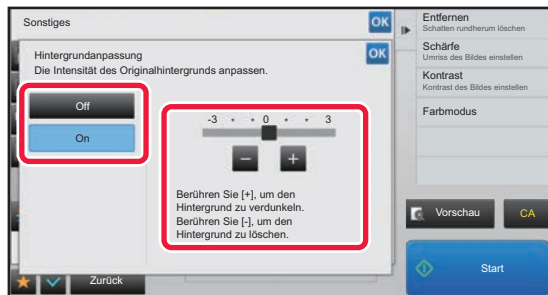 Sonstiges
OK
Hintergrundanpassung
OK
Die Intensität des Originalhintergrunds anpassen.
Off
On
-3 • • 0 • • 3
−
+
Berühren Sie [+], um den
Hintergrund zu verdunkeln.
Berühren Sie [-], um den
Hintergrund zu löschen.
Zurück
Entfernen
Schatten rundherum löschen
Schärfe
Umriss des Bildes einstellen
Kontrast
Kontrast des Bildes einstellen
Farbmodus
Vorschau
CA
Start